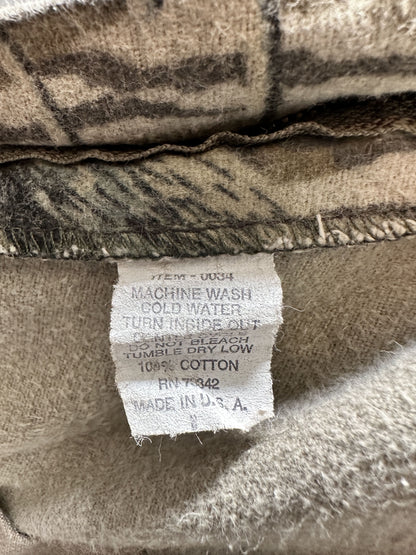 ITEM - 0034
MACHINE WASH
COLD WATER
TURN INSIDE OUT
DO NOT BLEACH
TUMBLE DRY LOW
100% COTTON
RN 342
MADE IN U.S.A.